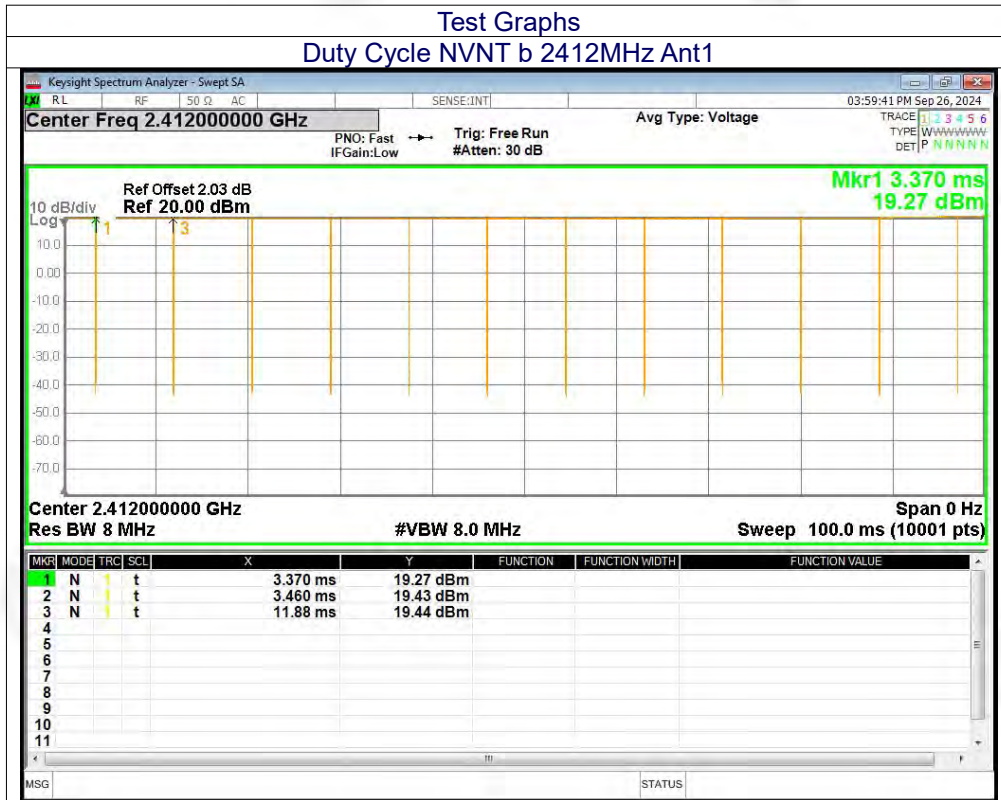 Test Graphs
Duty Cycle NVNT b 2412MHz Ant1
Keysight Spectrum Analyzer - Swept SA
LXI RL RF 50 Ω AC SENSE:INT 03:59:41 PM Sep 26, 2024
Center Freq 2.412000000 GHz Avg Type: Voltage TRACE 1 2 3 4 5 6
PNO: Fast Trig: Free Run TYPE WWWWWWW
IFGain:Low #Atten: 30 dB DET P N N N N N
Mkr1 3.370 ms
19.27 dBm
Ref Offset 2.03 dB
10 dB/div Ref 20.00 dBm
Log
1 3
10.0
0.00
-10.0
-20.0
-30.0
-40.0
-50.0
-60.0
-70.0
Center 2.412000000 GHz Span 0 Hz
Res BW 8 MHz #VBW 8.0 MHz Sweep 100.0 ms (10001 pts)
MKR MODE TRC SCL X Y FUNCTION FUNCTION WIDTH FUNCTION VALUE
1 N 1 t 3.370 ms 19.27 dBm
2 N 1 t 3.460 ms 19.43 dBm
3 N 1 t 11.88 ms 19.44 dBm
4
5
6
7
8
9
10
11
MSG STATUS